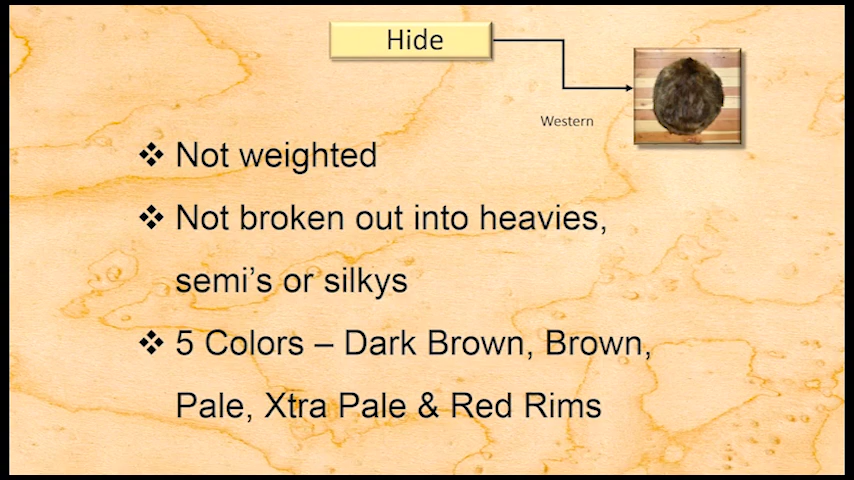 Hide
Western
❖ Not weighted
❖ Not broken out into heavies,
semi's or silkys
❖ 5 Colors – Dark Brown, Brown,
Pale, Xtra Pale & Red Rims